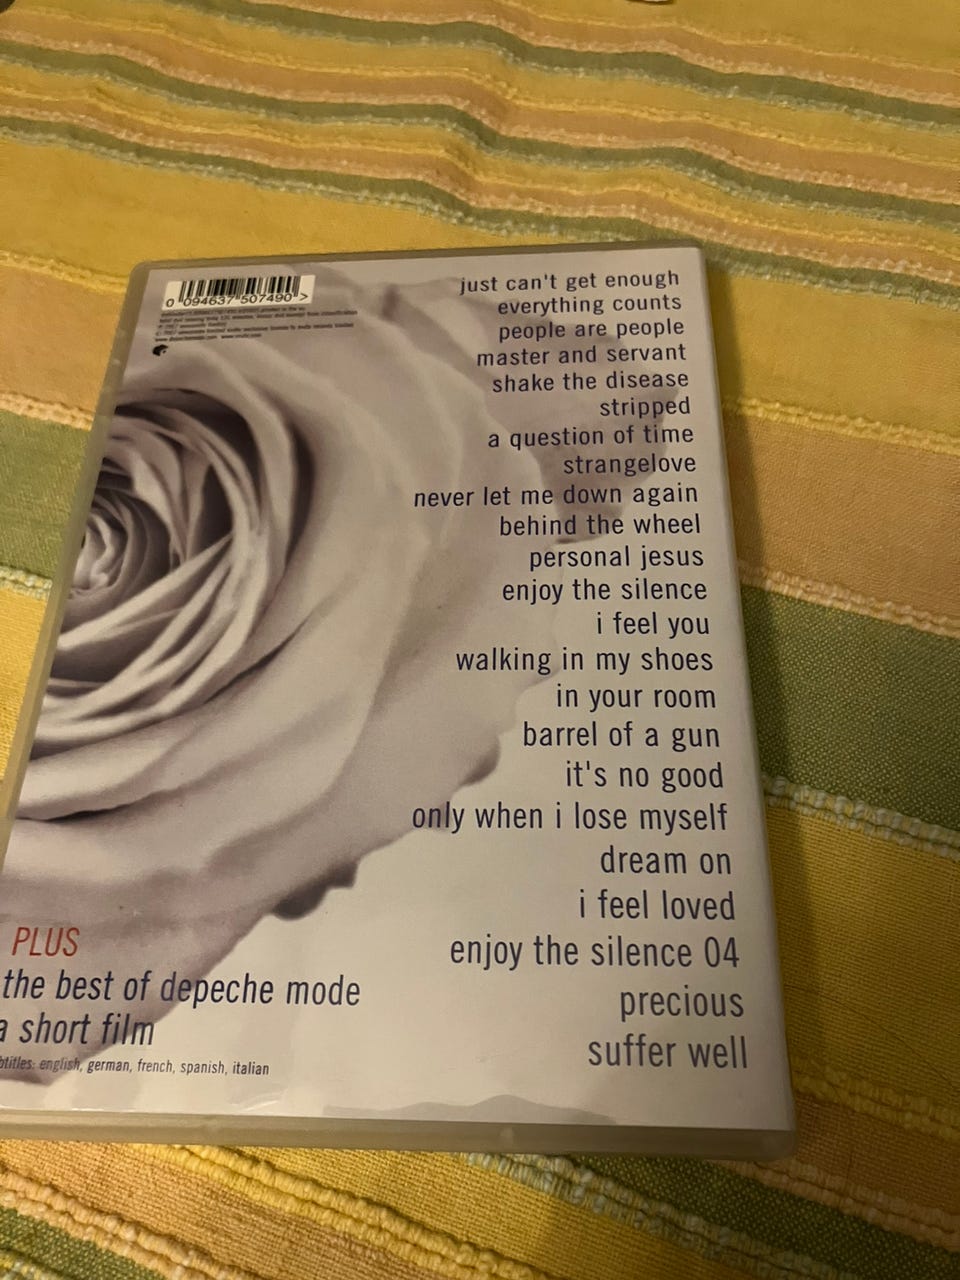 0 094637 507490 >
just can't get enough
everything counts
people are people
master and servant
shake the disease
stripped
a question of time
strangelove
never let me down again
behind the wheel
personal jesus
enjoy the silence
i feel you
walking in my shoes
in your room
barrel of a gun
it's no good
only when i lose myself
dream on
i feel loved
enjoy the silence 04
precious
suffer well
PLUS
the best of depeche mode
a short film
english, german, french, spanish, italian